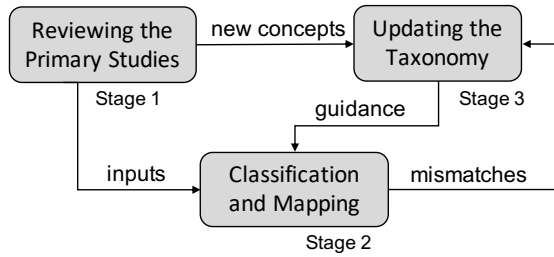 Reviewing the
Primary Studies
new concepts
Updating the
Taxonomy
Stage 1
Stage 3
guidance
inputs
Classification
and Mapping
mismatches
Stage 2